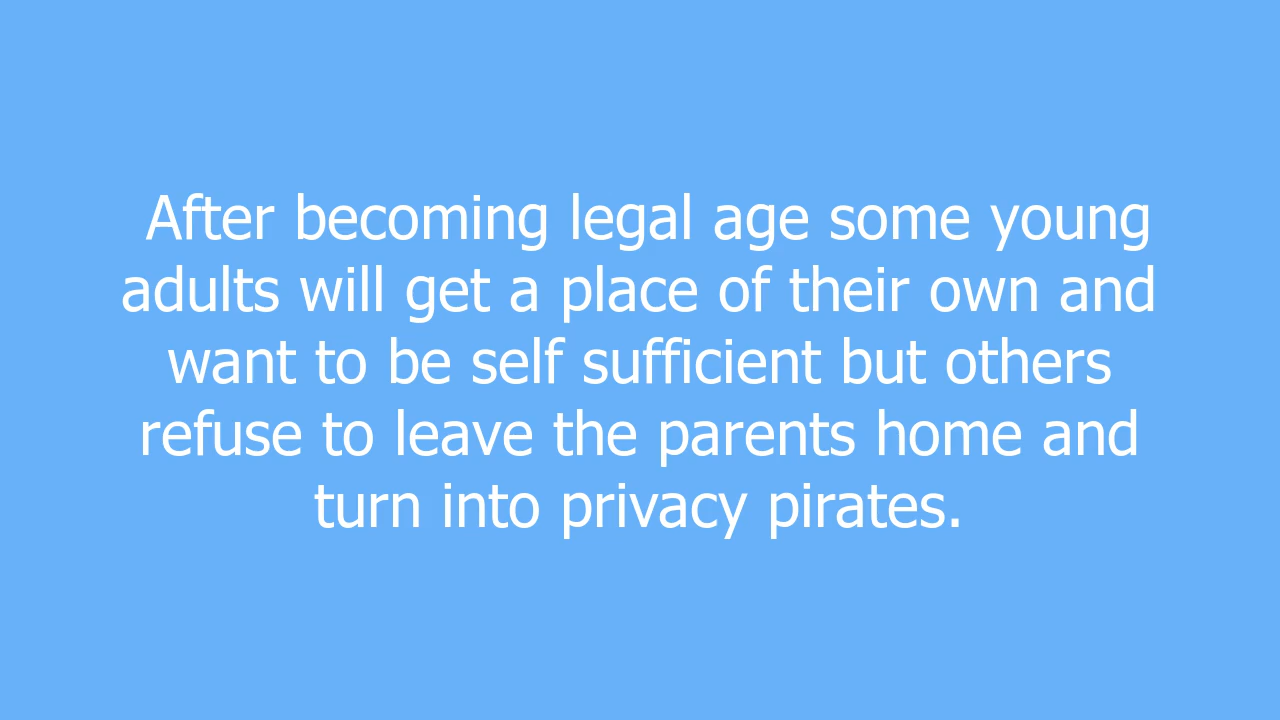 After becoming legal age some young
adults will get a place of their own and
want to be self sufficient but others
refuse to leave the parents home and
turn into privacy pirates.